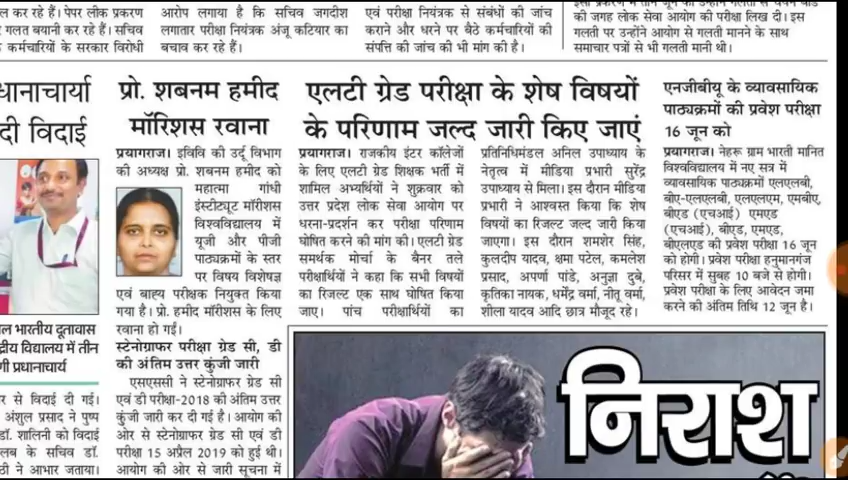 ल कर रहे हैं। पेपर लीक प्रकरण
गलत बयानी कर रहे हैं। सचिव
कर्मचारियों के सरकार विरोधी
आरोप लगाया है कि सचिव जगदीश
लगातार परीक्षा नियंत्रक अंजू कटियार का
बचाव कर रहे हैं।
एवं परीक्षा नियंत्रक से संबंधों की जांच
कराने और धरने पर बैठे कर्मचारियों की
संपत्ति की जांच की भी मांग की है।
की जगह लोक सेवा आयोग की परीक्षा लिख दी। इस
गलती पर उन्होंने आयोग से गलती मानने के साथ
समाचार पत्रों से भी गलती मानी थी।
धानाचार्या
दी विदाई
ल भारतीय दूतावास
द्रीय विद्यालय में तीन
गी प्रधानाचार्य
र से विदाई दी गई।
अंशुल प्रसाद ने पुष्प
डॉ. शालिनी को विदाई
लब के सचिव डॉ.
ठी ने आभार जताया।
प्रो. शबनम हमीद
मॉरिशस रवाना
प्रयागराज। इविवि की उर्दू विभाग
की अध्यक्ष प्रो. शबनम हमीद को
महात्मा गांधी
इंस्टीट्यूट मॉरीशस
विश्वविद्यालय में
यूजी और पीजी
पाठ्यक्रमों के स्तर
पर विषय विशेषज्ञ
एवं बाह्य परीक्षक नियुक्त किया
गया है। प्रो. हमीद मॉरीशस के लिए
रवाना हो गईं।
स्टेनोग्राफर परीक्षा ग्रेड सी, डी
की अंतिम उत्तर कुंजी जारी
एसएससी ने स्टेनोग्राफर ग्रेड सी
एवं डी परीक्षा-2018 की अंतिम उत्तर
कुंजी जारी कर दी गई है। आयोग की
ओर से स्टेनोग्राफर ग्रेड सी एवं डी
परीक्षा 15 अप्रैल 2019 को हुई थी।
आयोग की ओर से जारी सूचना में
एलटी ग्रेड परीक्षा के शेष विषयों
के परिणाम जल्द जारी किए जाएं
प्रयागराज। राजकीय इंटर कॉलेजों
के लिए एलटी ग्रेड शिक्षक भर्ती में
शामिल अभ्यर्थियों ने शुक्रवार को
उत्तर प्रदेश लोक सेवा आयोग पर
धरना-प्रदर्शन कर परीक्षा परिणाम
घोषित करने की मांग की। एलटी ग्रेड
समर्थक मोर्चा के बैनर तले
परीक्षार्थियों ने कहा कि सभी विषयों
का रिजल्ट एक साथ घोषित किया
जाए। पांच परीक्षार्थियों का
प्रतिनिधिमंडल अनिल उपाध्याय के
नेतृत्व में मीडिया प्रभारी सुरेंद्र
उपाध्याय से मिला। इस दौरान मीडिया
प्रभारी ने आश्वस्त किया कि शेष
विषयों का रिजल्ट जल्द जारी किया
जाएगा। इस दौरान शमशेर सिंह,
कुलदीप यादव, क्षमा पटेल, कमलेश
प्रसाद, अपर्णा पांडे, अनुज्ञा दुबे,
कृतिका नायक, धर्मेंद्र वर्मा, नीतू वर्मा,
शीला यादव आदि छात्र मौजूद रहे।
एनजीबीयू के व्यावसायिक
पाठ्यक्रमों की प्रवेश परीक्षा
16 जून को
प्रयागराज। नेहरू ग्राम भारती मानित
विश्वविद्यालय में नए सत्र में
व्यावसायिक पाठ्यक्रमों एलएलबी,
बीए-एलएलबी, एलएलएम, एमबीए,
बीएड (एचआई) एमएड
(एचआई), बीएड, एमएड,
बीएलएड की प्रवेश परीक्षा 16 जून
को होगी। प्रवेश परीक्षा हनुमानगंज
परिसर में सुबह 10 बजे से होगी।
प्रवेश परीक्षा के लिए आवेदन जमा
करने की अंतिम तिथि 12 जून है।
निराश